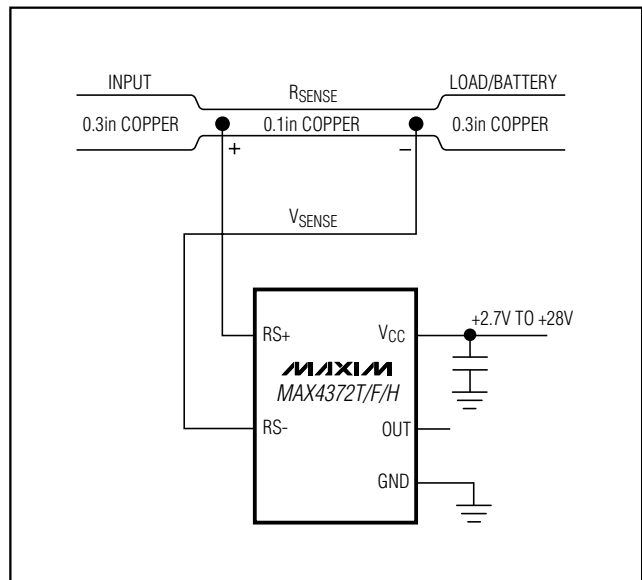 INPUT RSENSE LOAD/BATTERY
0.3in COPPER 0.1in COPPER 0.3in COPPER
+ −
VSENSE
+2.7V TO +28V
RS+ VCC
MAXIM
MAX4372T/F/H
RS- OUT
GND